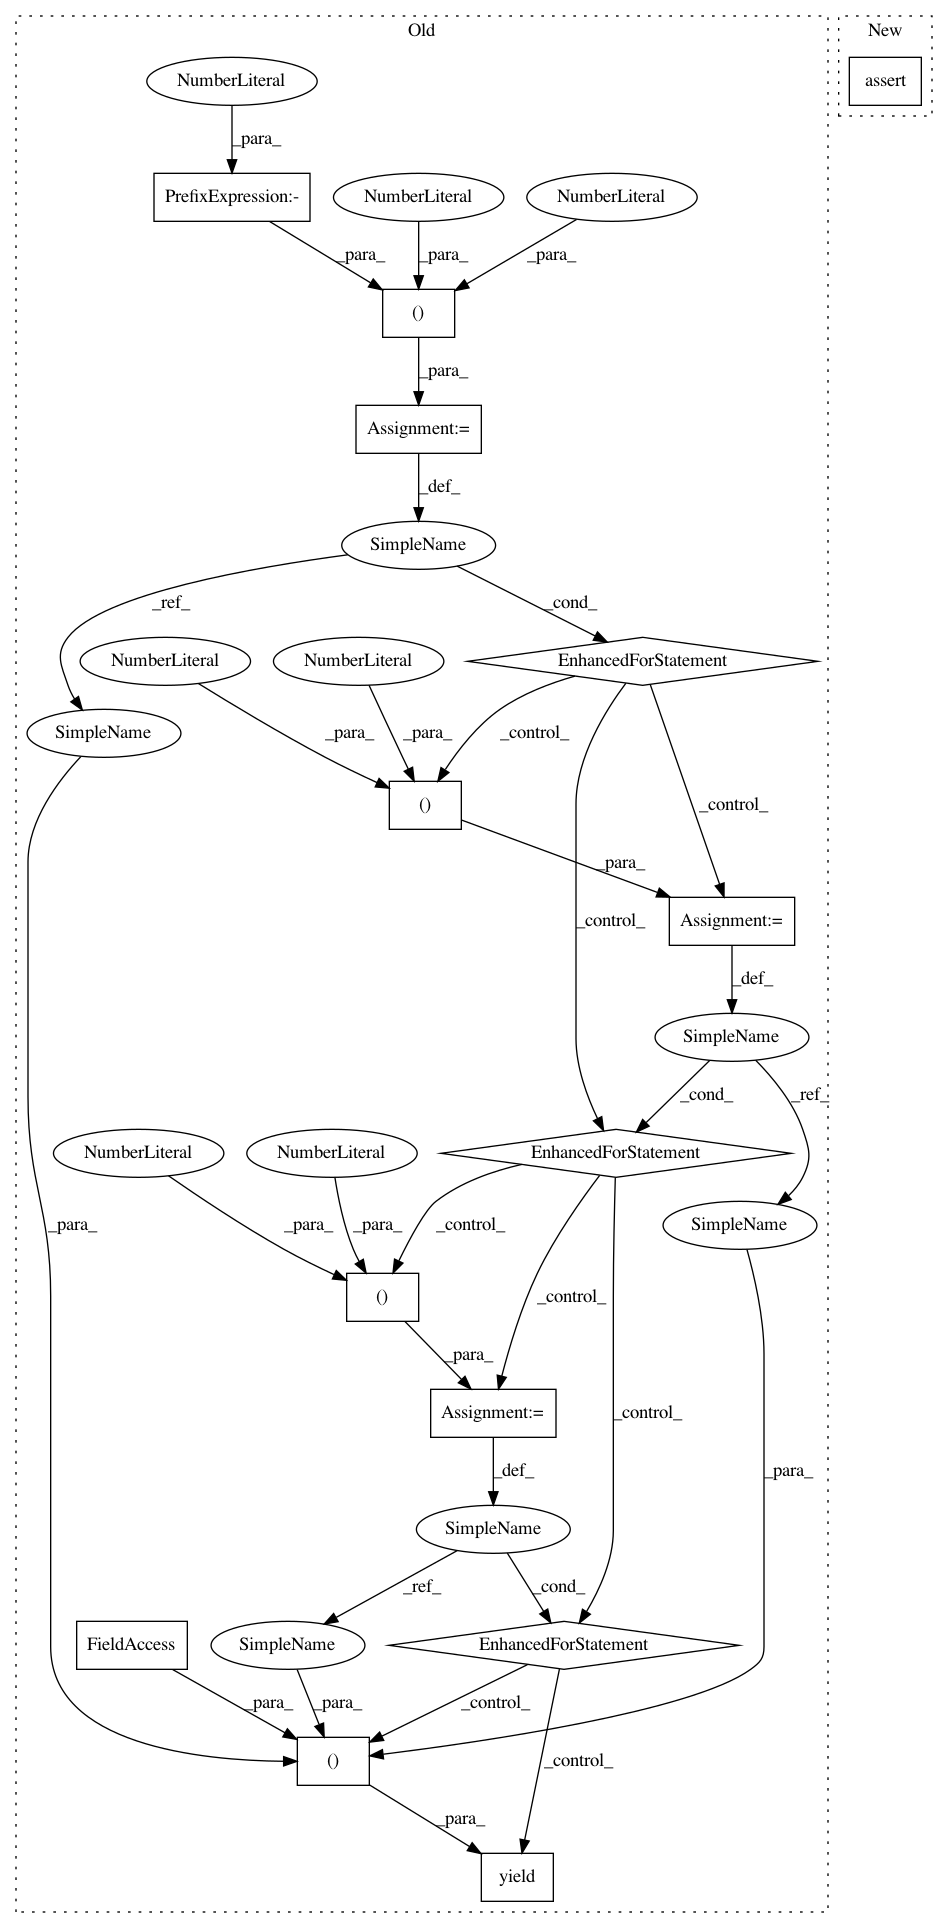 Old
New
NumberLiteral
assert
_para_
PrefixExpression:-
NumberLiteral
NumberLiteral
_para_
_para_
_para_
()
_para_
Assignment:=
_def_
SimpleName
_ref_
_cond_
NumberLiteral
NumberLiteral
EnhancedForStatement
SimpleName
_para_
_para_
_control_
()
_control_
_para_
_control_
Assignment:=
_def_
SimpleName
_cond_
_ref_
NumberLiteral
NumberLiteral
EnhancedForStatement
_para_
_para_
_para_
_control_
SimpleName
()
_control_
_para_
Assignment:=
_control_
_def_
_para_
SimpleName
_ref_
_cond_
FieldAccess
SimpleName
EnhancedForStatement
_para_
_para_
_control_
()
_control_
_para_
yield